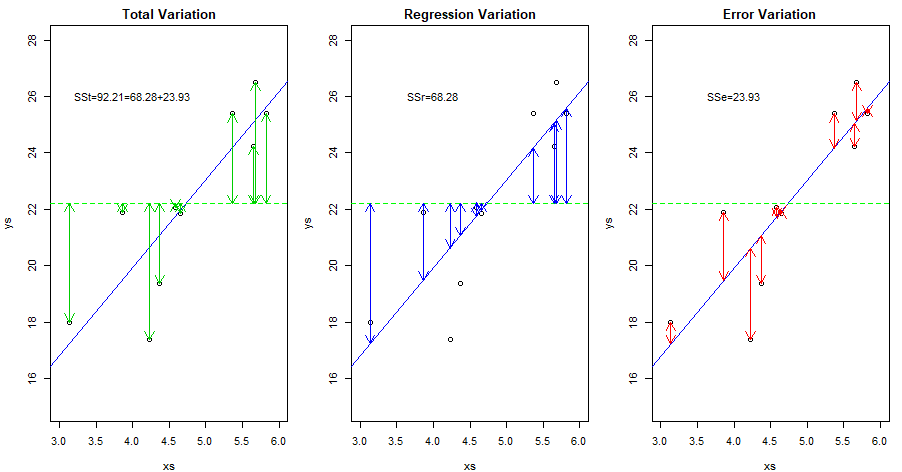 Total Variation
SSt=92.21=68.28+23.93
ys
28
26
24
22
20
18
16
3.0 3.5 4.0 4.5 5.0 5.5 6.0
xs
Regression Variation
SSr=68.28
ys
28
26
24
22
20
18
16
3.0 3.5 4.0 4.5 5.0 5.5 6.0
xs
Error Variation
SSe=23.93
ys
28
26
24
22
20
18
16
3.0 3.5 4.0 4.5 5.0 5.5 6.0
xs